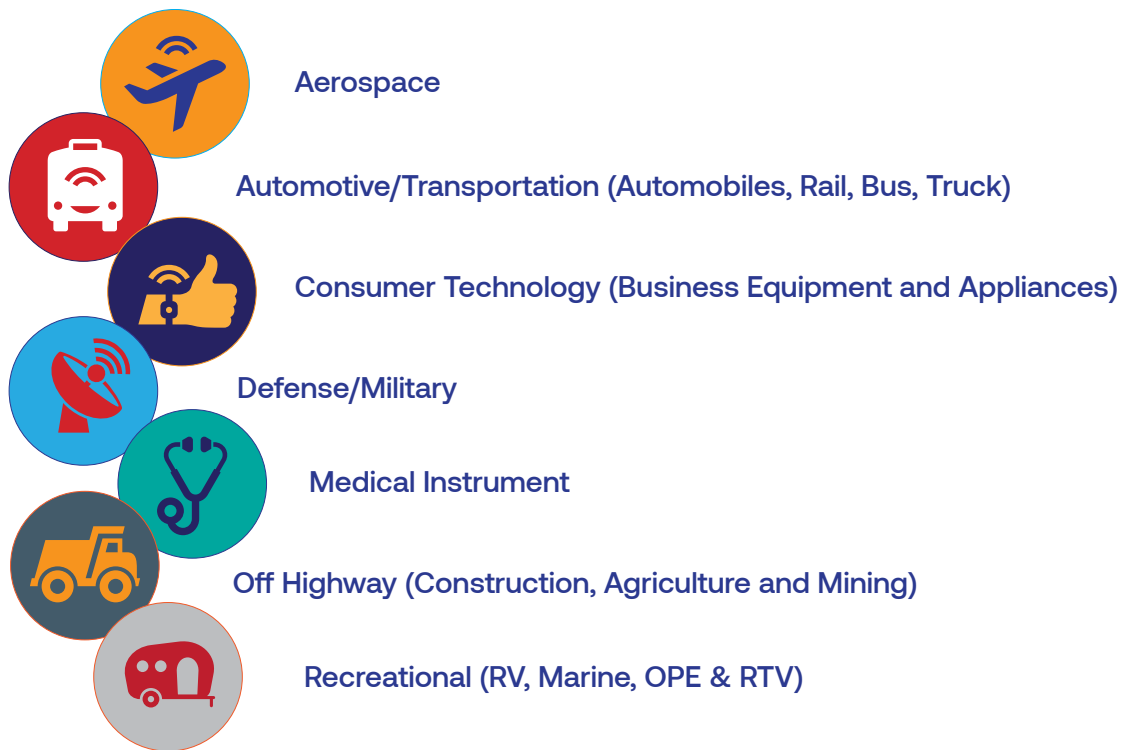 Aerospace
Automotive/Transportation (Automobiles, Rail, Bus, Truck)
Consumer Technology (Business Equipment and Appliances)
Defense/Military
Medical Instrument
Off Highway (Construction, Agriculture and Mining)
Recreational (RV, Marine, OPE & RTV)